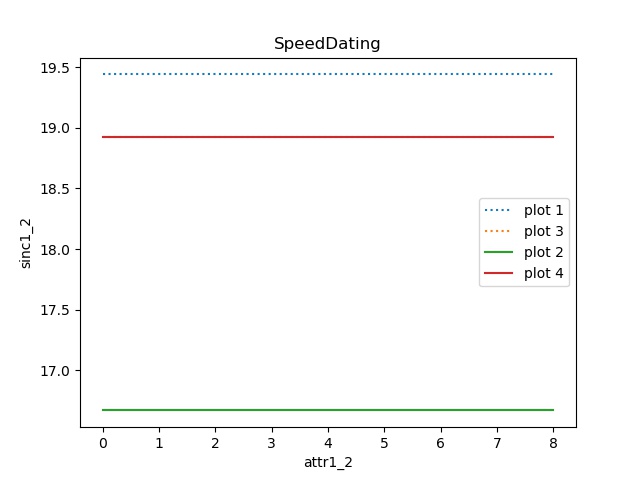 SpeedDating
19.5
19.0
18.5
18.0
17.5
17.0
sinc1_2
plot 1
plot 3
plot 2
plot 4
0 1 2 3 4 5 6 7 8
attr1_2